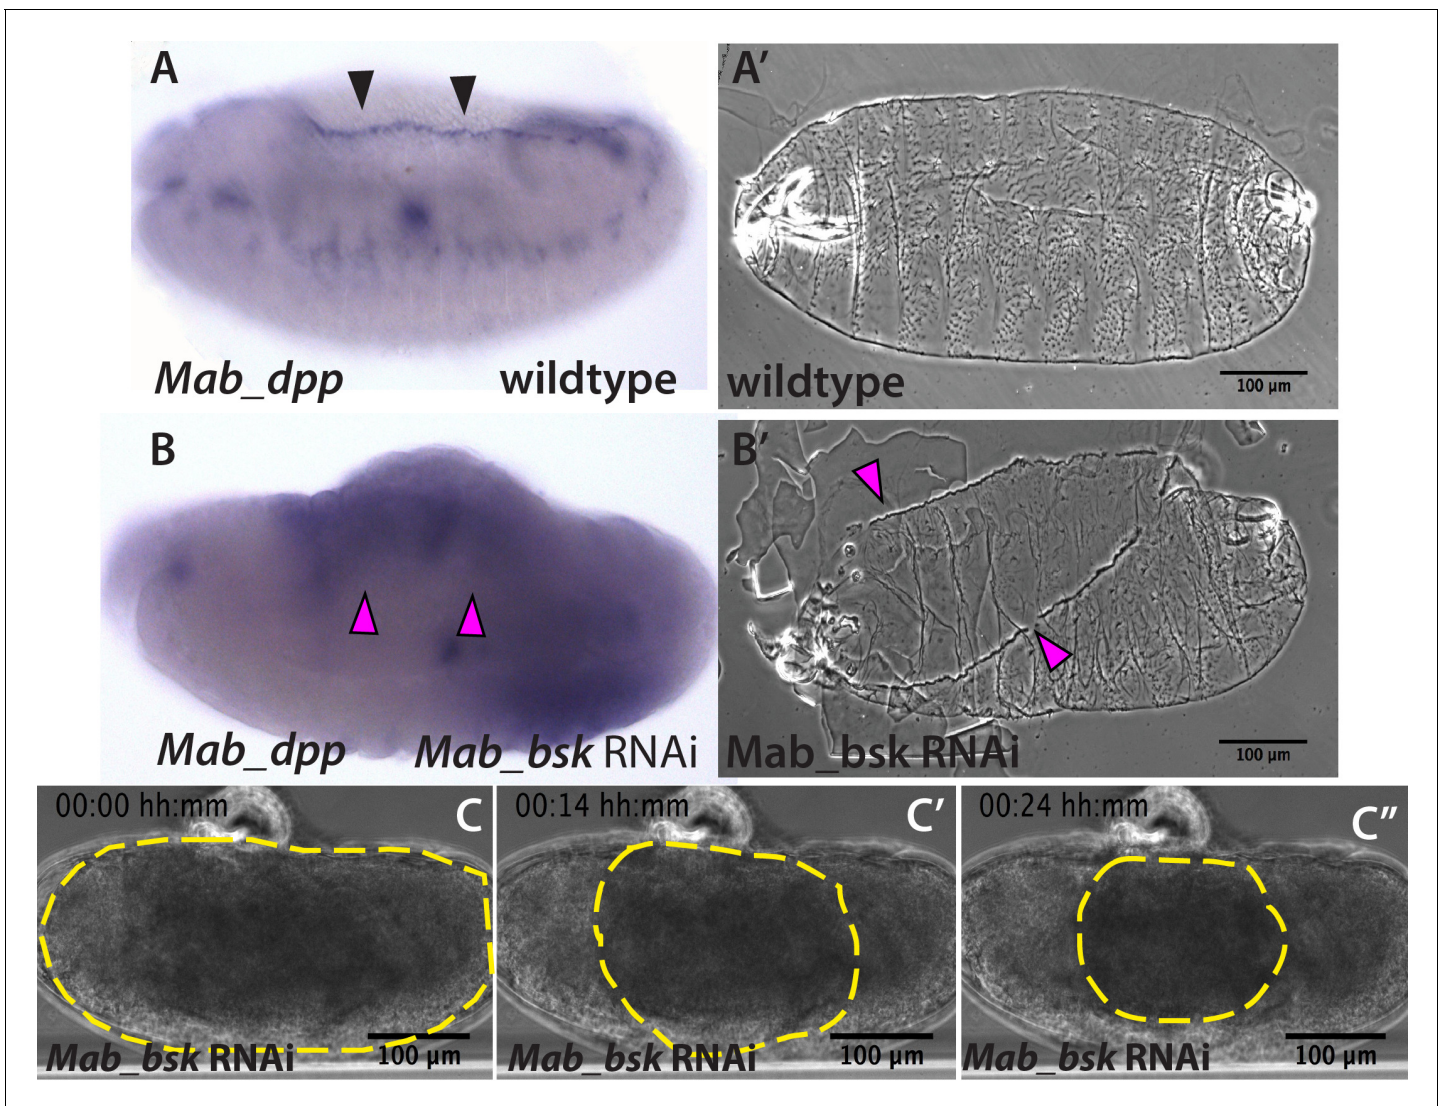 A
Mab_dpp
wildtype
A′
wildtype
100 µm
B
Mab_dpp
Mab_bsk RNAi
B′
Mab_bsk RNAi
100 µm
00:00 hh:mm
C
Mab_bsk RNAi
100 µm
00:14 hh:mm
C′
Mab_bsk RNAi
100 µm
00:24 hh:mm
C″
Mab_bsk RNAi
100 µm